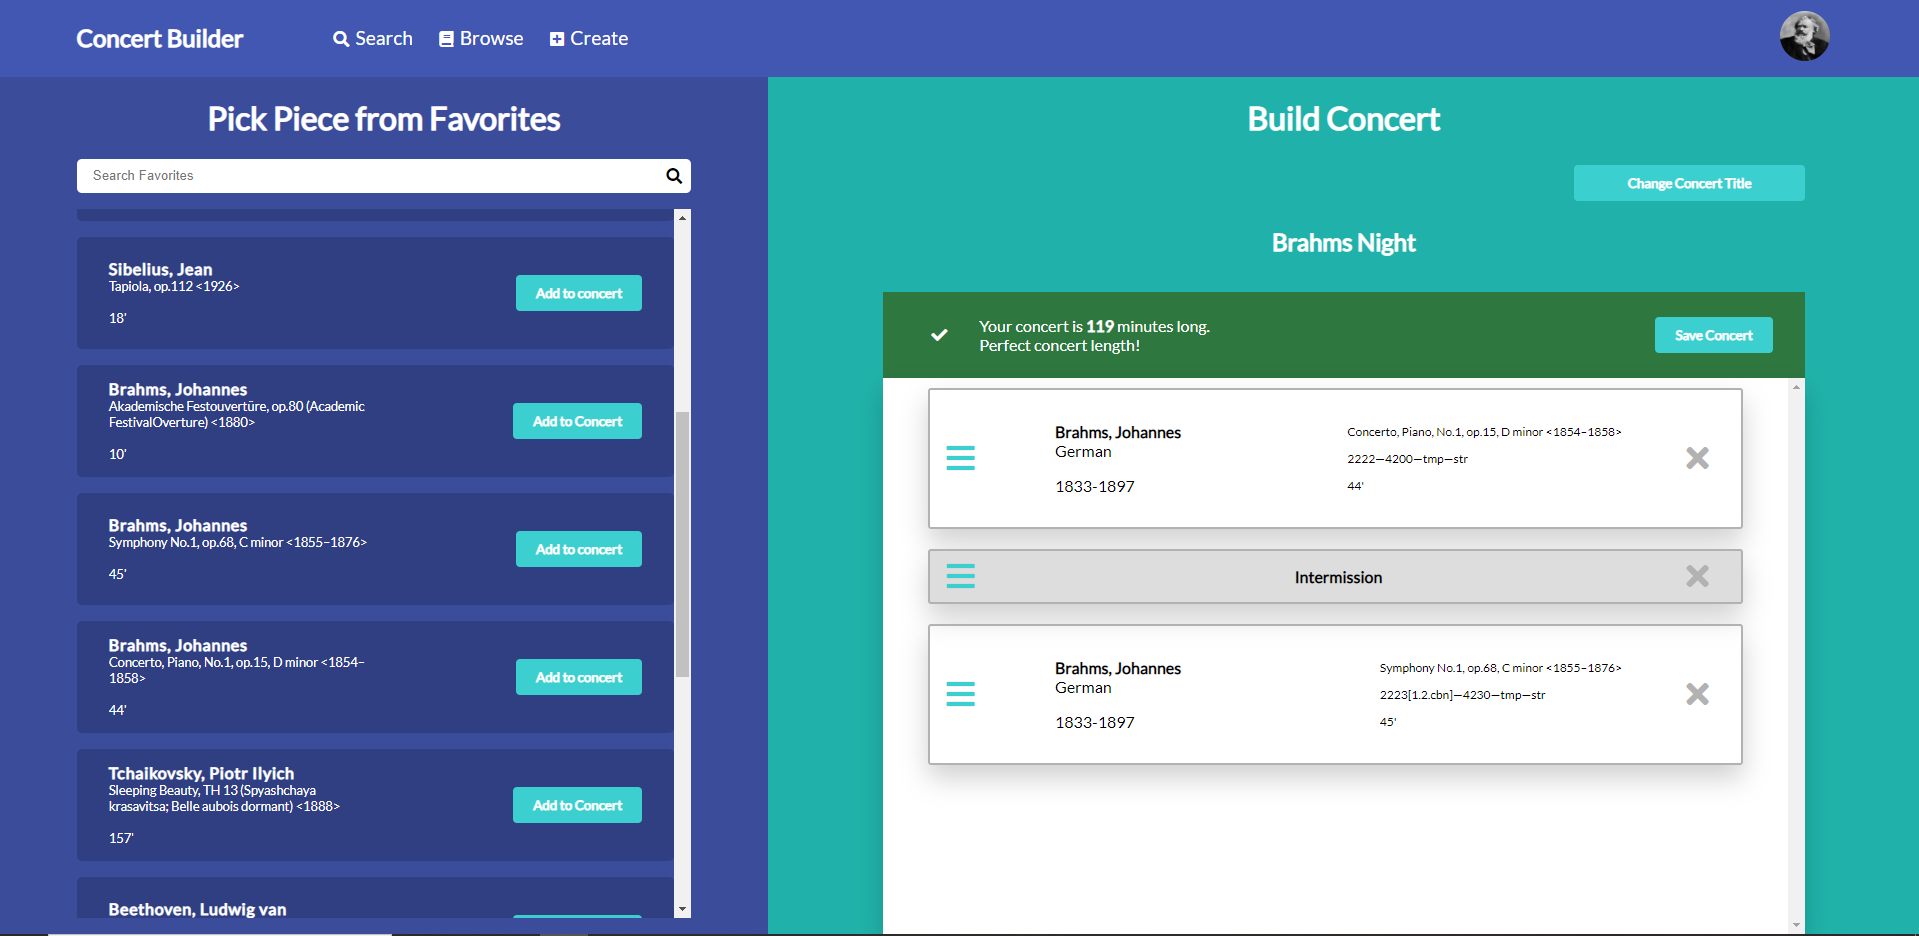 Concert Builder
Search
Browse
Create
Pick Piece from Favorites
Search Favorites
Sibelius, Jean
Tapiola, op.112 <1926>
18'
Add to concert
Brahms, Johannes
Akademische Festouvertüre, op.80 (Academic
FestivalOverture) <1880>
10'
Add to Concert
Brahms, Johannes
Symphony No.1, op.68, C minor <1855–1876>
45'
Add to concert
Brahms, Johannes
Concerto, Piano, No.1, op.15, D minor <1854–
1858>
44'
Add to concert
Tchaikovsky, Piotr Ilyich
Sleeping Beauty, TH 13 (Spyashchaya
krasavitsa; Belle aubois dormant) <1888>
157'
Add to Concert
Beethoven, Ludwig van
Build Concert
Change Concert Title
Brahms Night
Your concert is 119 minutes long.
Perfect concert length!
Save Concert
Brahms, Johannes
German
1833-1897
Concerto, Piano, No.1, op.15, D minor <1854–1858>
2222—4200—tmp—str
44'
Intermission
Brahms, Johannes
German
1833-1897
Symphony No.1, op.68, C minor <1855–1876>
2223[1.2.cbn]—4230—tmp—str
45'